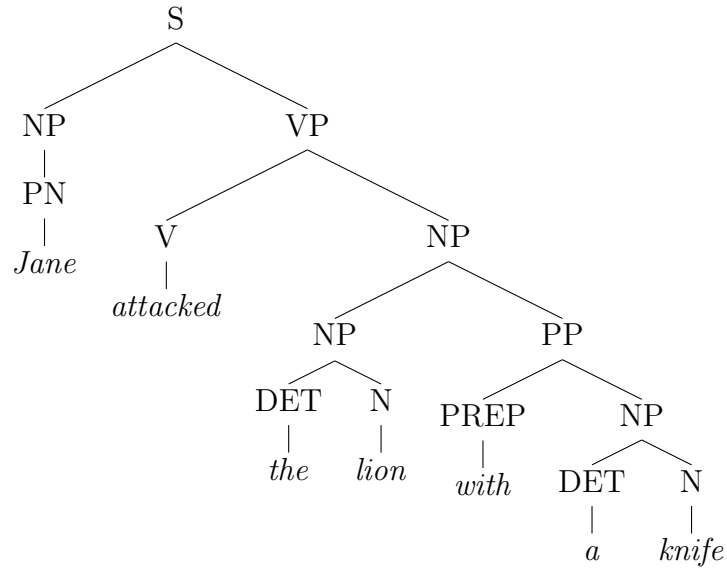 S
NP VP
PN
V NP
Jane
attacked
NP PP
DET N PREP NP
the lion with
DET N
a knife